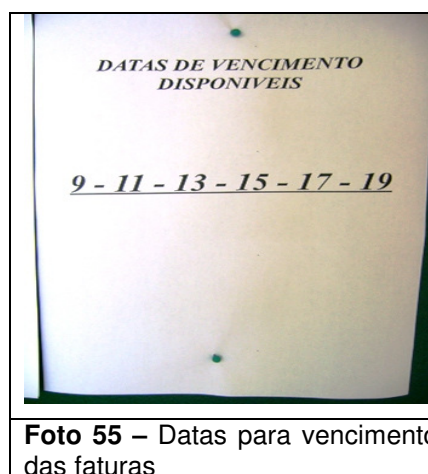 DATAS DE VENCIMENTO
DISPONIVEIS
9 - 11 - 13 - 15 - 17 - 19
Foto 55 – Datas para vencimento
das faturas